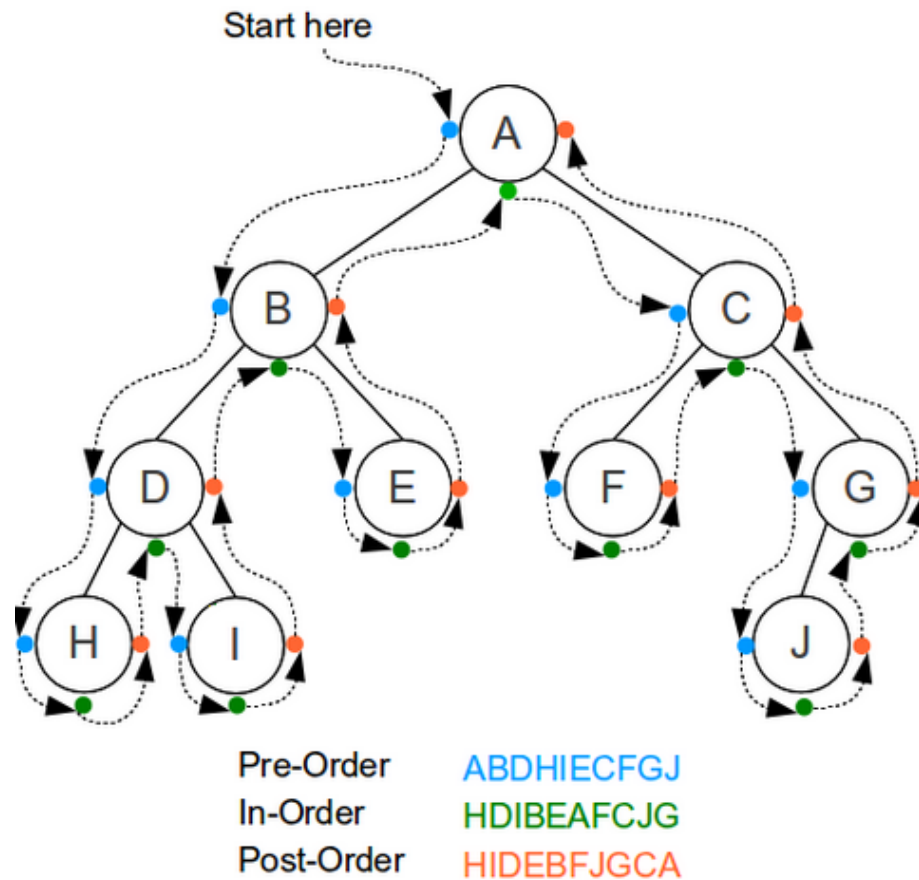 Start here
A
B
C
D
E
F
G
H
I
J
Pre-Order ABDHIECFGJ
In-Order HDIBEAFCJG
Post-Order HIDEBFJGCA